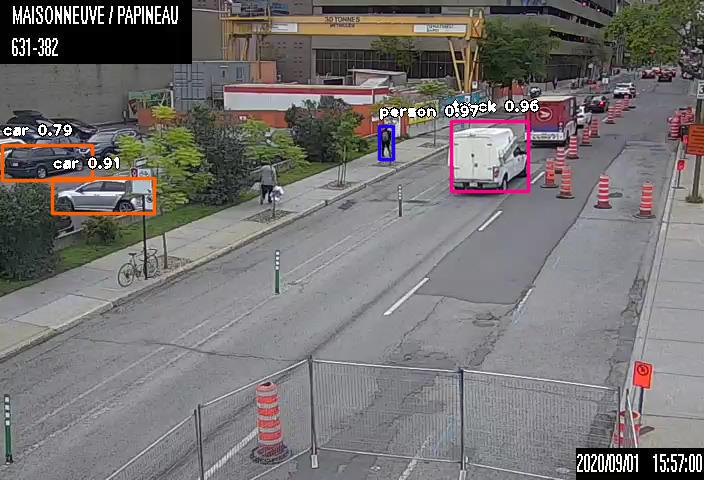 MAISONNEUVE / PAPINEAU
631-382
30 TONNES
car 0.79
car 0.91
person 0.97
truck 0.96
2020/09/01 15:57:00